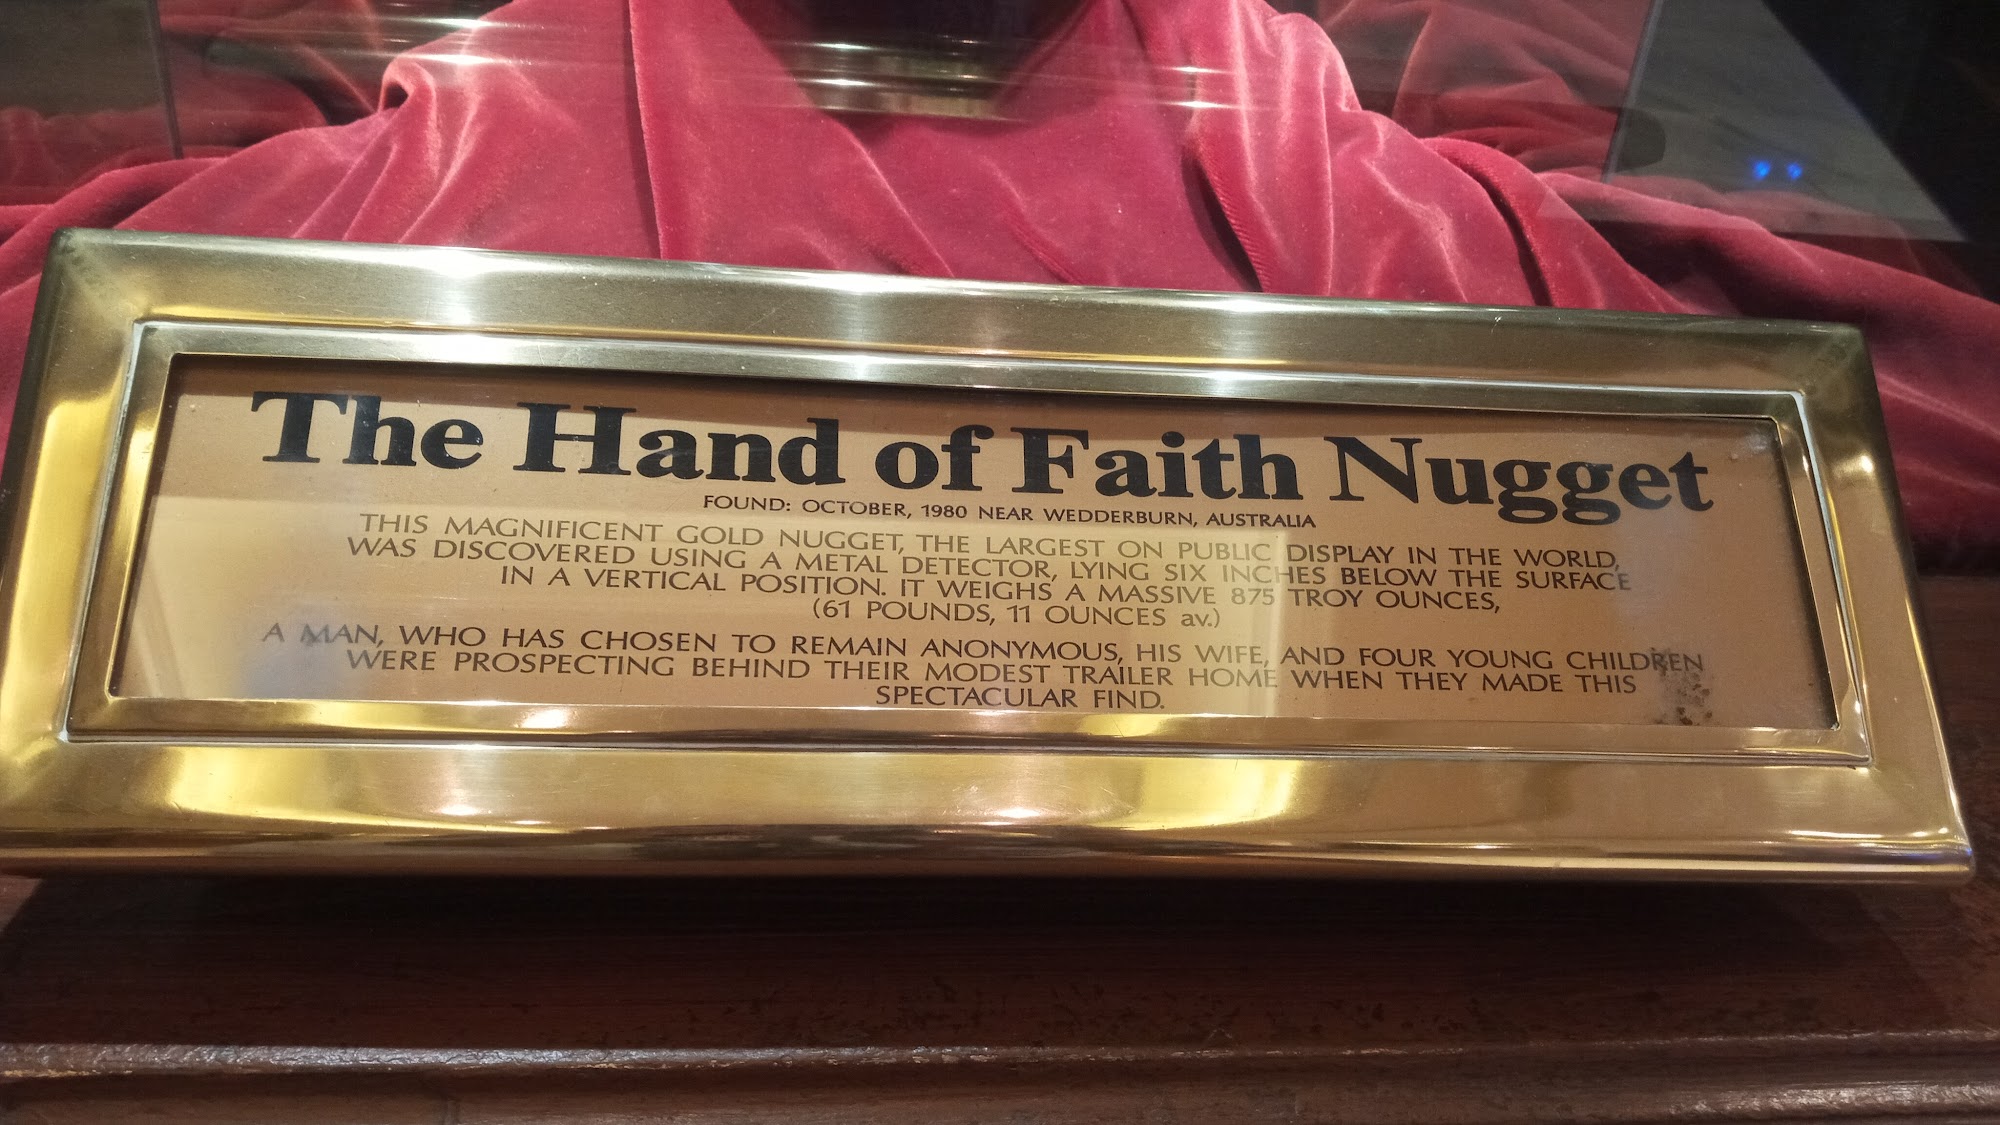 The Hand of Faith Nugget
FOUND: OCTOBER, 1980 NEAR WEDDERBURN, AUSTRALIA
THIS MAGNIFICENT GOLD NUGGET, THE LARGEST ON PUBLIC DISPLAY IN THE WORLD,
WAS DISCOVERED USING A METAL DETECTOR, LYING SIX INCHES BELOW THE SURFACE
IN A VERTICAL POSITION. IT WEIGHS A MASSIVE 875 TROY OUNCES,
(61 POUNDS, 11 OUNCES av.)
A MAN, WHO HAS CHOSEN TO REMAIN ANONYMOUS, HIS WIFE, AND FOUR YOUNG CHILDREN
WERE PROSPECTING BEHIND THEIR MODEST TRAILER HOME WHEN THEY MADE THIS
SPECTACULAR FIND.